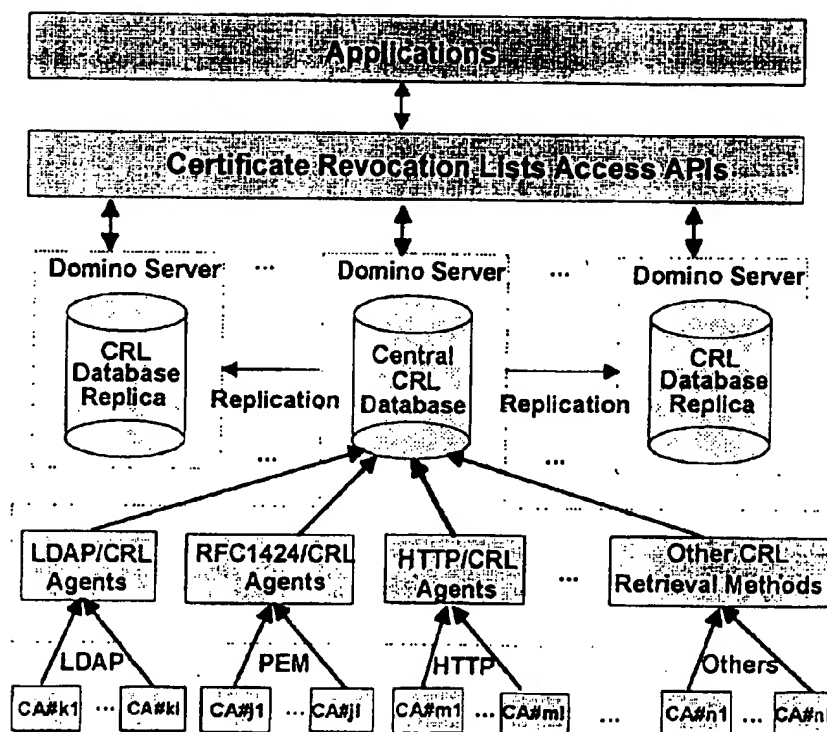 Applications
Certificate Revocation Lists Access APIs
Domino Server ... Domino Server ... Domino Server
CRL Database Replica
Replication
Central CRL Database
Replication
CRL Database Replica
... ...
LDAP/CRL Agents
RFC1424/CRL Agents
HTTP/CRL Agents
...
Other CRL Retrieval Methods
LDAP PEM HTTP Others
CA#k1 ... CA#kl CA#j1 ... CA#jl CA#m1 ... CA#ml ... CA#n1 ... CA#nl